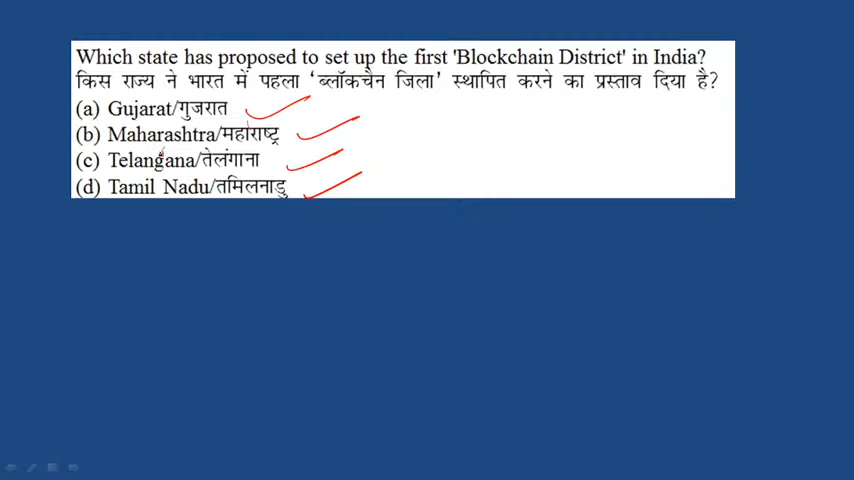 Which state has proposed to set up the first 'Blockchain District' in India?
किस राज्य ने भारत में पहला ‘ब्लॉकचैन जिला’ स्थापित करने का प्रस्ताव दिया है?
(a) Gujarat/गुजरात
(b) Maharashtra/महाराष्ट्र
(c) Telangana/तेलंगाना
(d) Tamil Nadu/तमिलनाडु